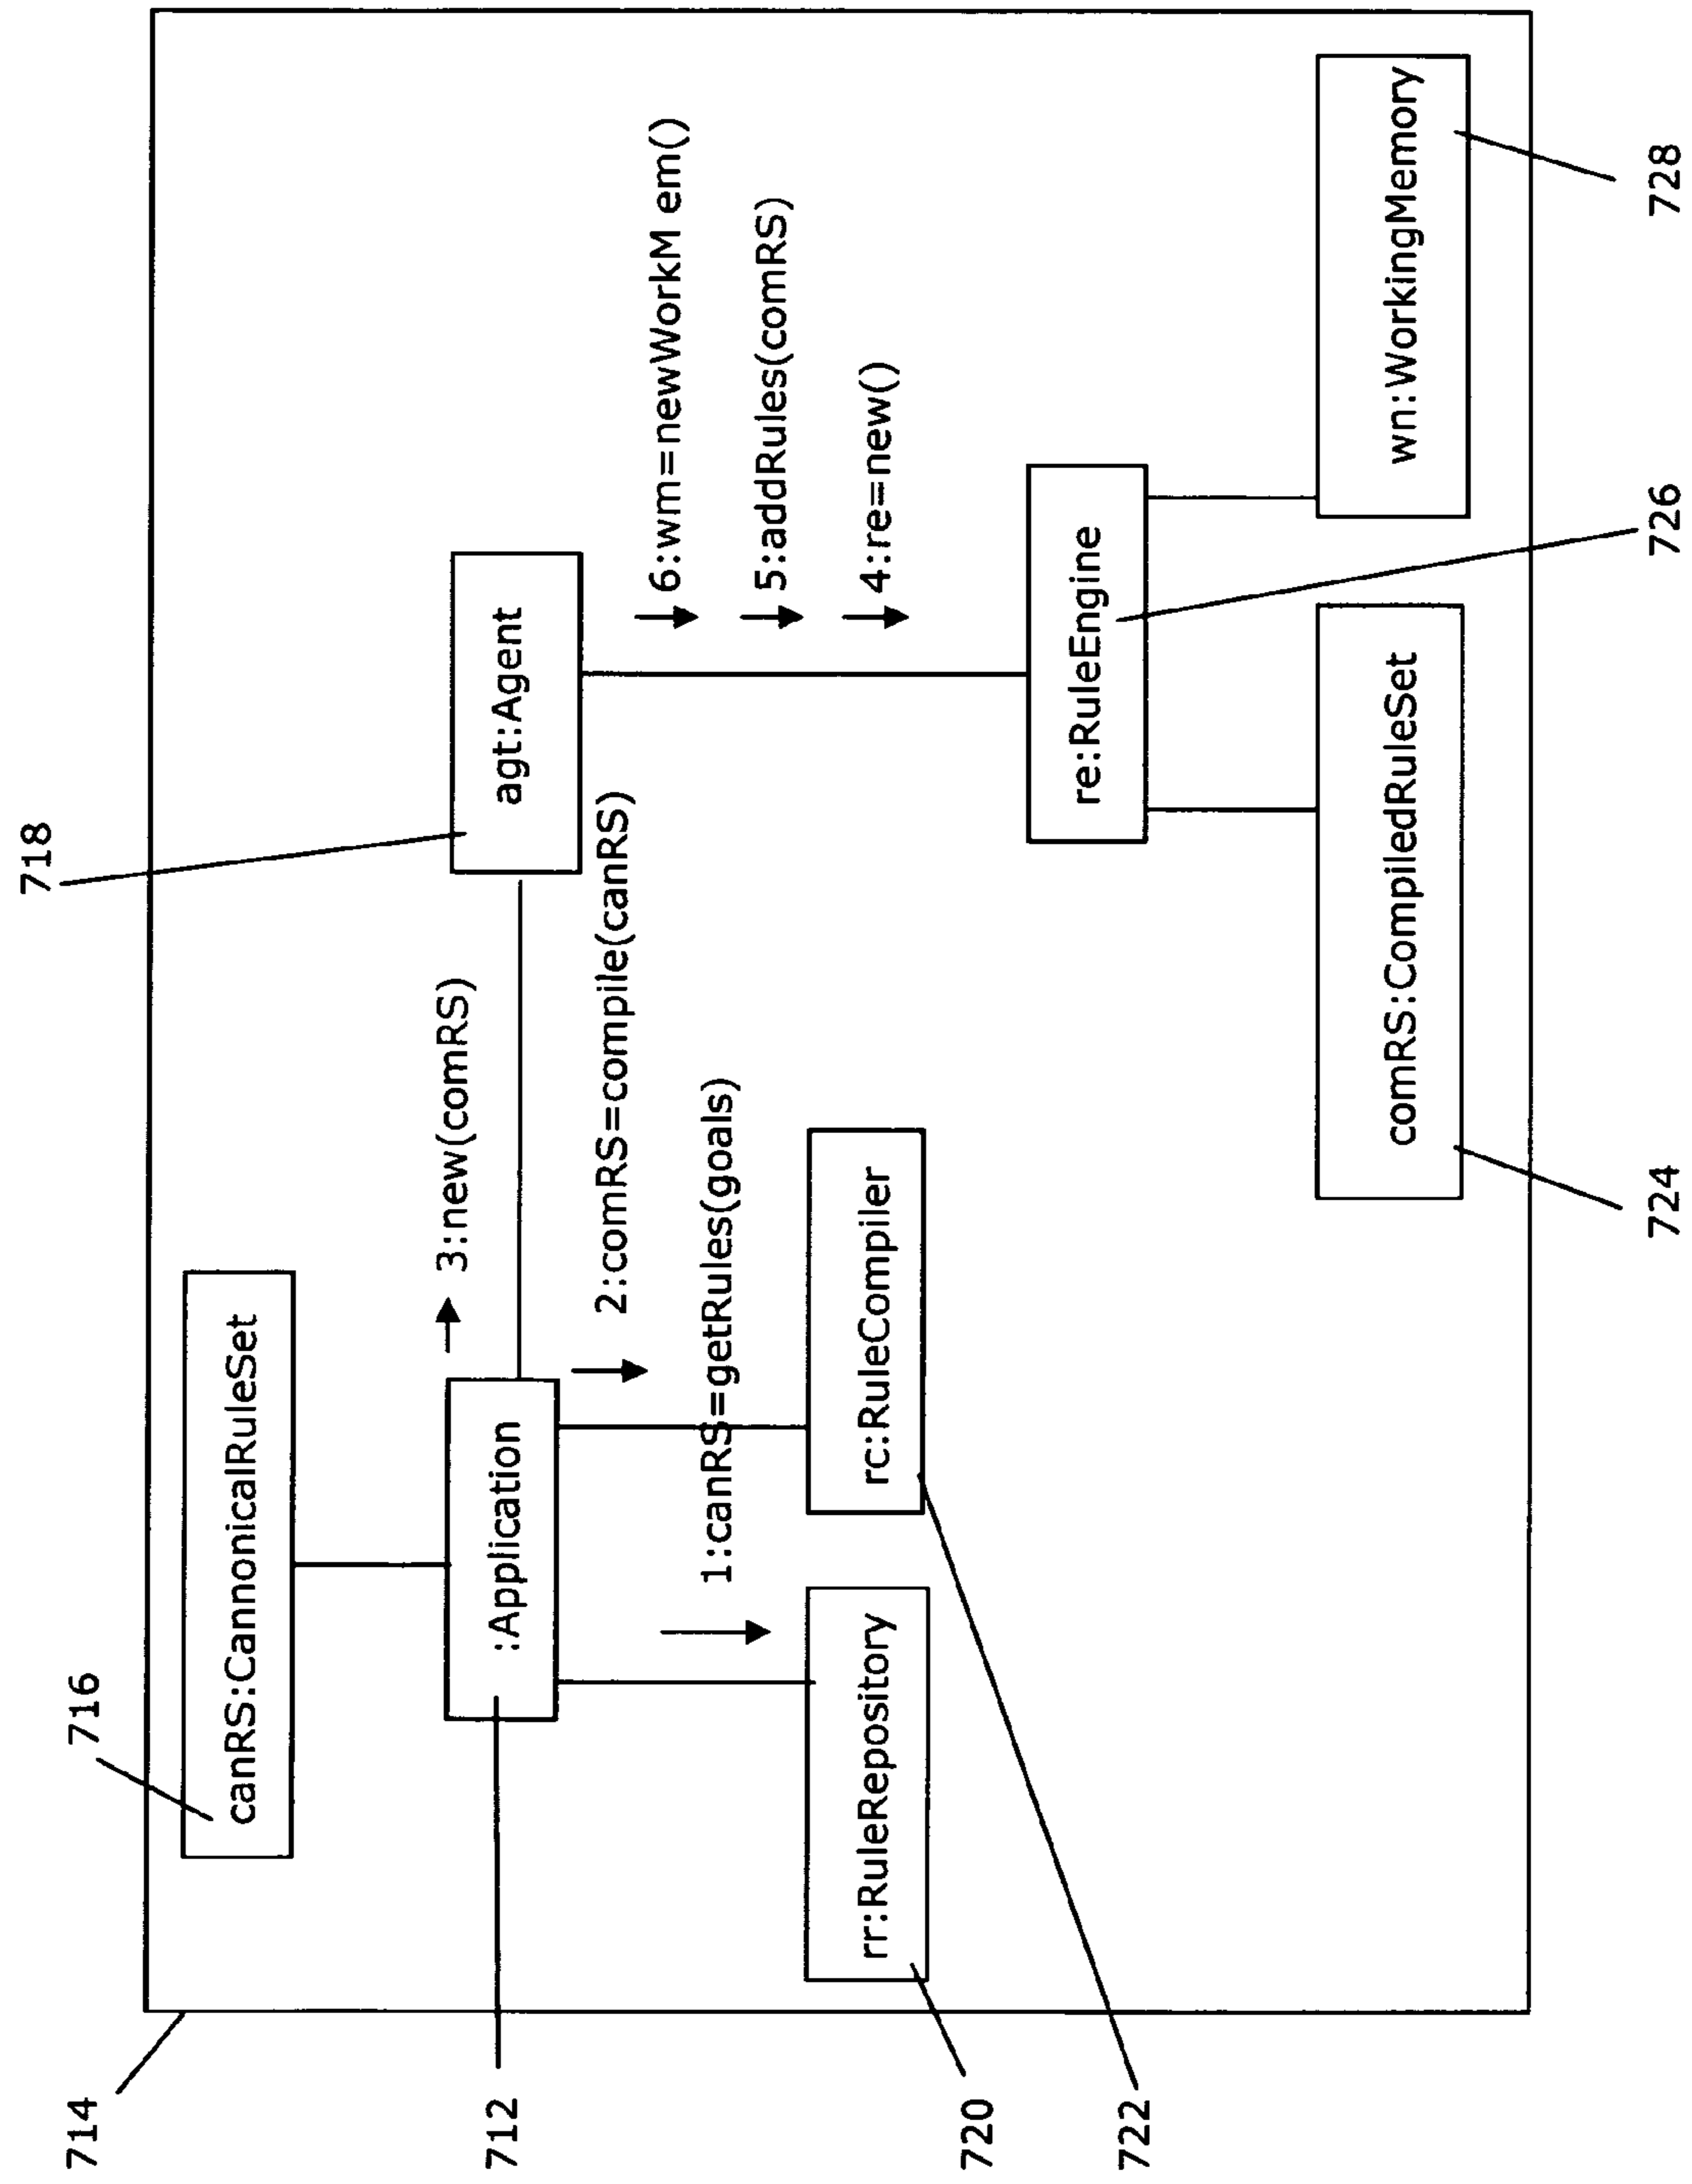 718
716
canRS:CannonicalRuleSet
714
3:new(comRS)
:Application
agt:Agent
712
2:comRS=compile(canRS)
6:wm=newWorkM em()
1:canRS=getRules(goals)
5:addRules(comRS)
4:re=new()
rr:RuleRepository
rc:RuleCompiler
720
722
re:RuleEngine
comRS:CompiledRuleSet
wn:WorkingMemory
724
726
728